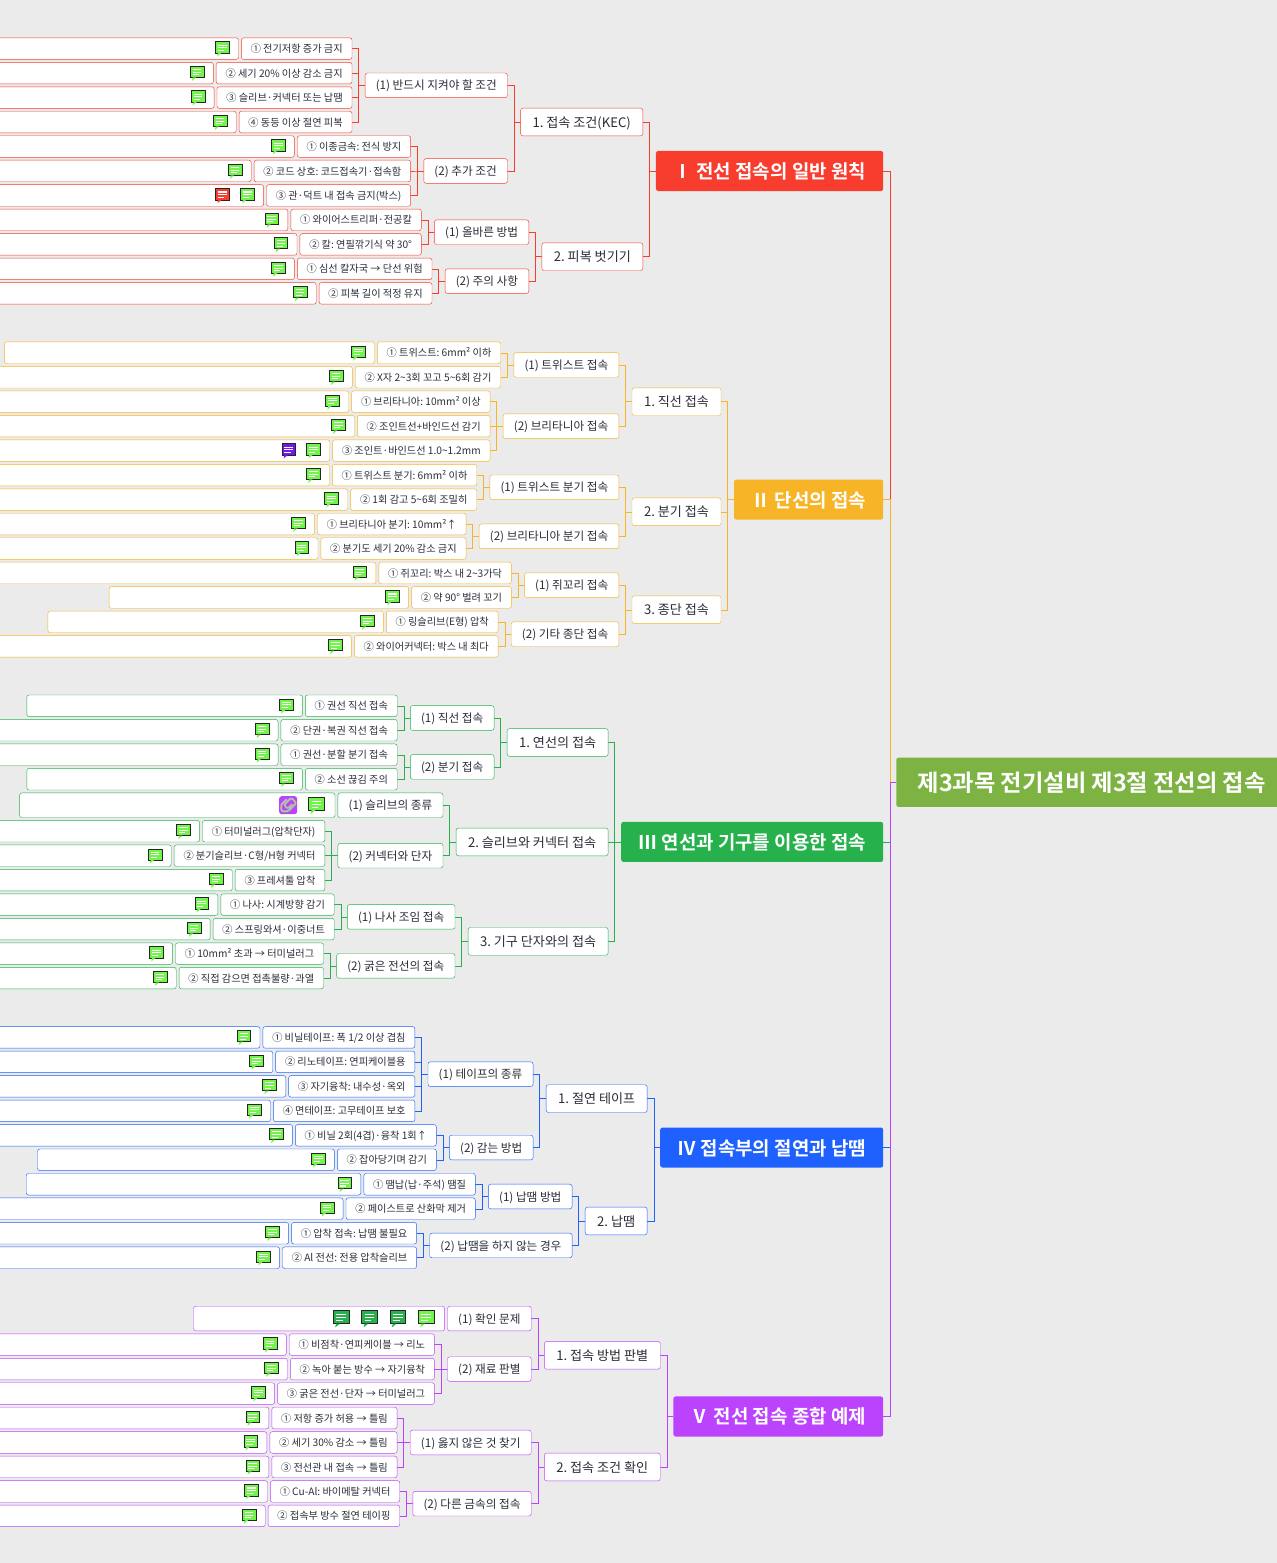 제3과목 전기설비 제3절 전선의 접속
Ⅰ 전선 접속의 일반 원칙
1. 접속 조건(KEC)
(1) 반드시 지켜야 할 조건
① 전기저항 증가 금지
② 세기 20% 이상 감소 금지
③ 슬리브·커넥터 또는 납땜
④ 동등 이상 절연 피복
(2) 추가 조건
① 이종금속: 전식 방지
② 코드 상호: 코드접속기·접속함
③ 관·덕트 내 접속 금지(박스)
2. 피복 벗기기
(1) 올바른 방법
① 와이어스트리퍼·전공칼
② 칼: 연필깎기식 약 30°
(2) 주의 사항
① 심선 칼자국 → 단선 위험
② 피복 길이 적정 유지
Ⅱ 단선의 접속
1. 직선 접속
(1) 트위스트 접속
① 트위스트: 6mm² 이하
② X자 2~3회 꼬고 5~6회 감기
(2) 브리타니아 접속
① 브리타니아: 10mm² 이상
② 조인트선+바인드선 감기
③ 조인트·바인드선 1.0~1.2mm
2. 분기 접속
(1) 트위스트 분기 접속
① 트위스트 분기: 6mm² 이하
② 1회 감고 5~6회 조밀히
(2) 브리타니아 분기 접속
① 브리타니아 분기: 10mm²↑
② 분기도 세기 20% 감소 금지
3. 종단 접속
(1) 쥐꼬리 접속
① 쥐꼬리: 박스 내 2~3가닥
② 약 90° 벌려 꼬기
(2) 기타 종단 접속
① 링슬리브(E형) 압착
② 와이어커넥터: 박스 내 최다
Ⅲ 연선과 기구를 이용한 접속
1. 연선의 접속
(1) 직선 접속
① 권선 직선 접속
② 단권·복권 직선 접속
(2) 분기 접속
① 권선·분할 분기 접속
② 소선 끊김 주의
2. 슬리브와 커넥터 접속
(1) 슬리브의 종류
(2) 커넥터와 단자
① 터미널러그(압착단자)
② 분기슬리브·C형/H형 커넥터
③ 프레셔툴 압착
3. 기구 단자와의 접속
(1) 나사 조임 접속
① 나사: 시계방향 감기
② 스프링와셔·이중너트
(2) 굵은 전선의 접속
① 10mm² 초과 → 터미널러그
② 직접 감으면 접촉불량·과열
Ⅳ 접속부의 절연과 납땜
1. 절연 테이프
(1) 테이프의 종류
① 비닐테이프: 폭 1/2 이상 겹침
② 리노테이프: 연피케이블용
③ 자기융착: 내수성·옥외
④ 면테이프: 고무테이프 보호
(2) 감는 방법
① 비닐 2회(4겹)·융착 1회↑
② 잡아당기며 감기
2. 납땜
(1) 납땜 방법
① 땜납(납·주석) 땜질
② 페이스트로 산화막 제거
(2) 납땜을 하지 않는 경우
① 압착 접속: 납땜 불필요
② Al 전선: 전용 압착슬리브
Ⅴ 전선 접속 종합 예제
1. 접속 방법 판별
(1) 확인 문제
(2) 재료 판별
① 비점착·연피케이블 → 리노
② 녹아 붙는 방수 → 자기융착
③ 굵은 전선·단자 → 터미널러그
2. 접속 조건 확인
(1) 옳지 않은 것 찾기
① 저항 증가 허용 → 틀림
② 세기 30% 감소 → 틀림
③ 전선관 내 접속 → 틀림
(2) 다른 금속의 접속
① Cu-Al: 바이메탈 커넥터
② 접속부 방수 절연 테이핑